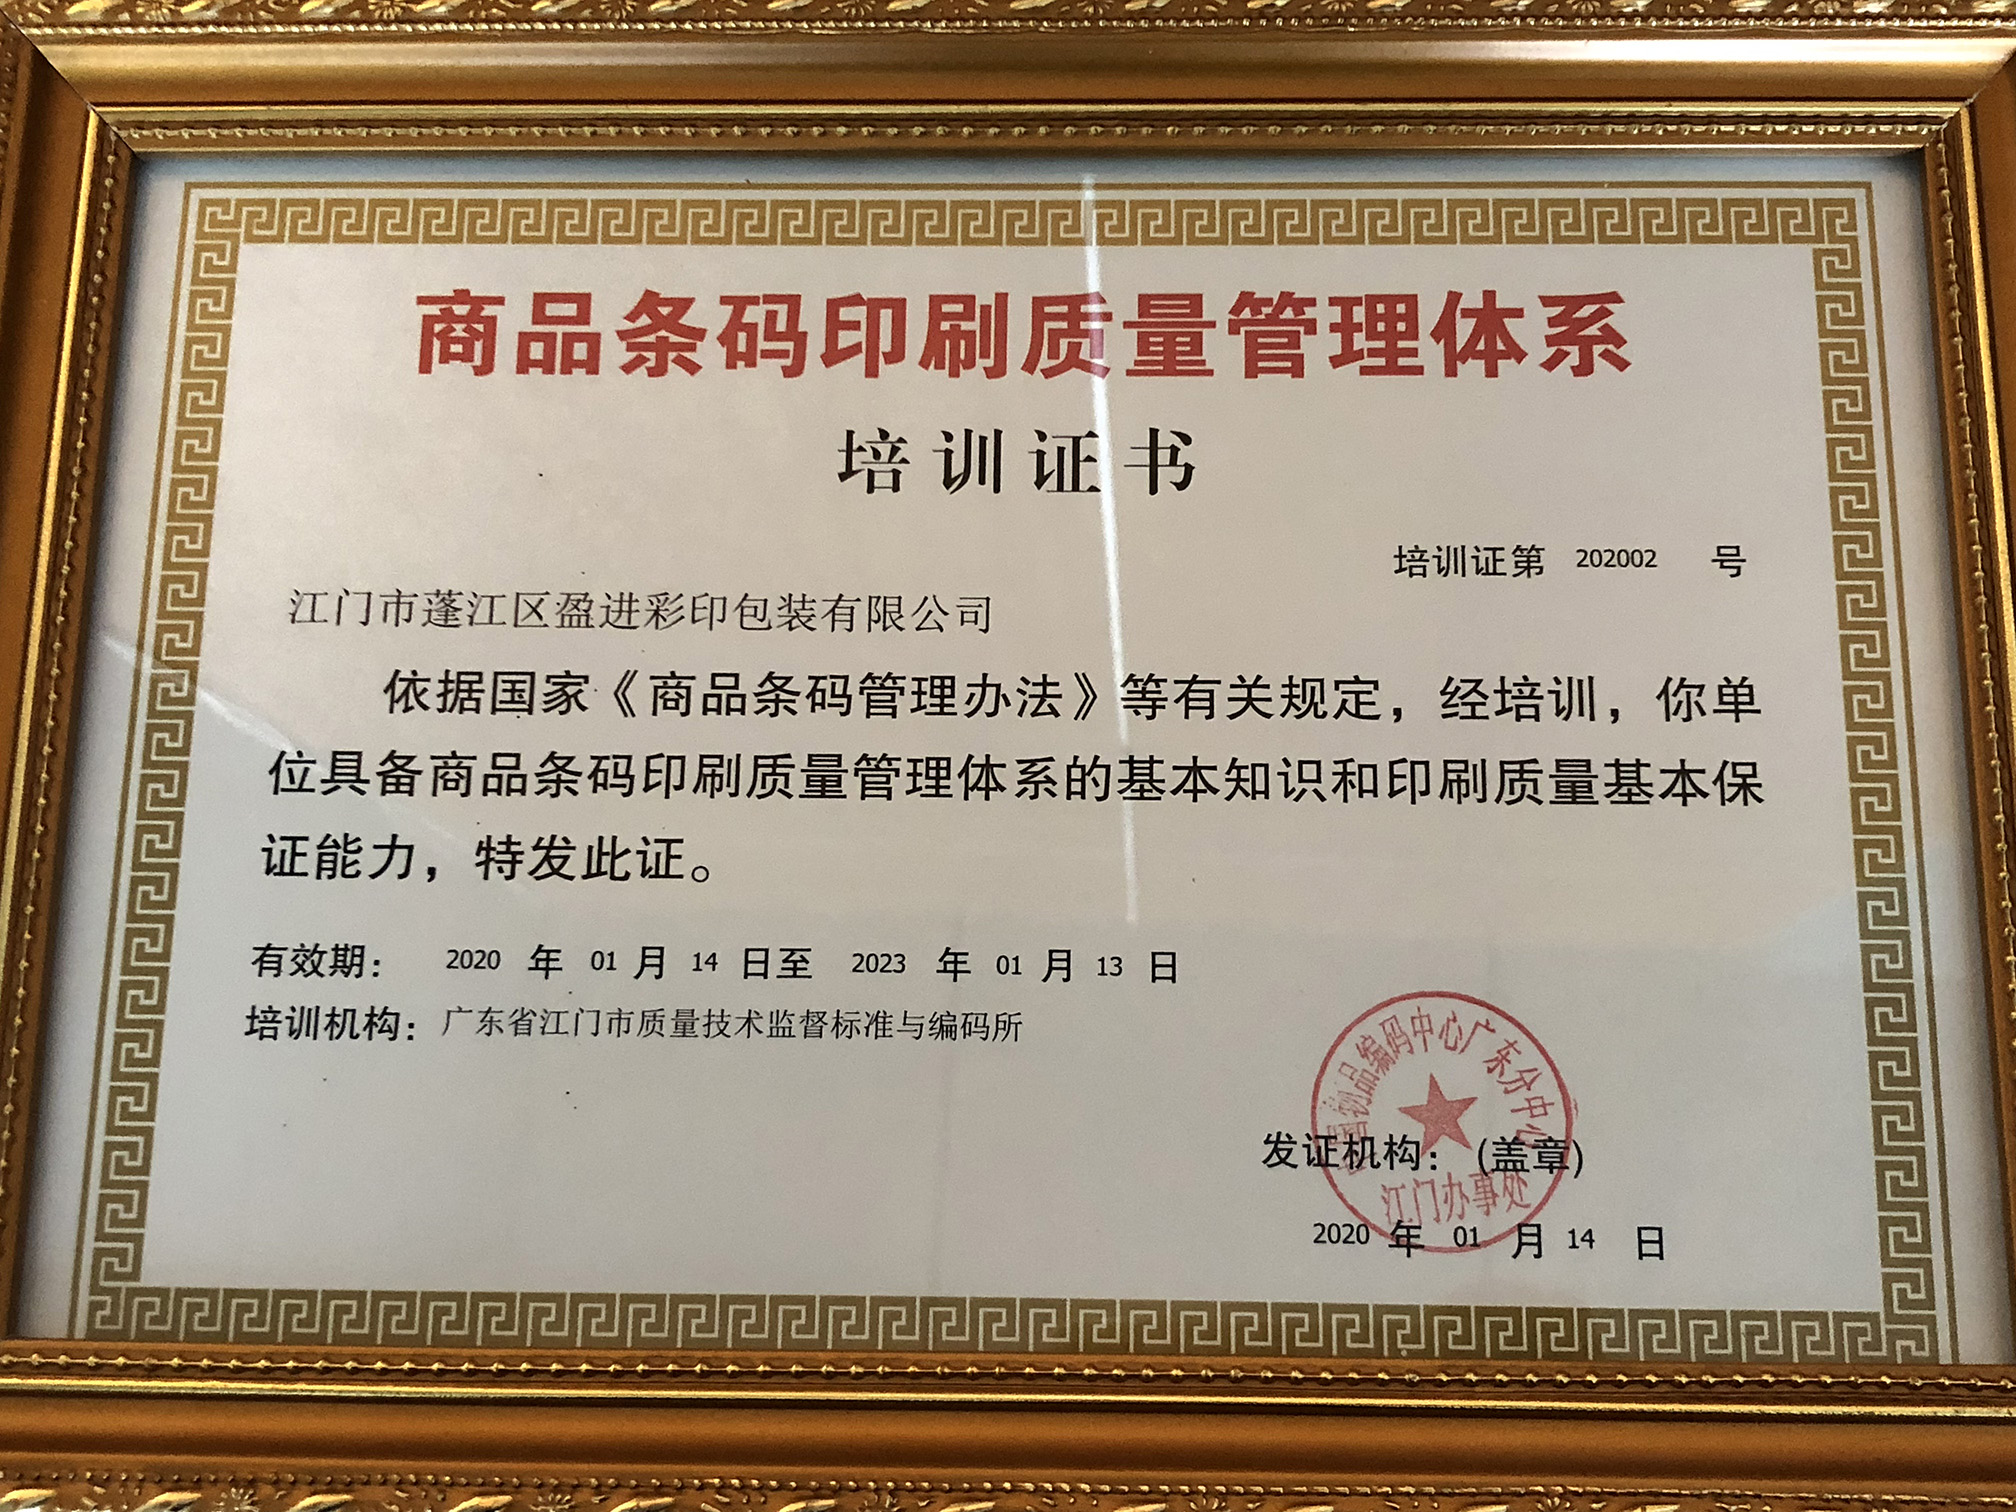 商品条码印刷质量管理体系
培训证书
培训证第 202002 号
江门市蓬江区盈进彩印包装有限公司
依据国家《商品条码管理办法》等有关规定，经培训，你单
位具备商品条码印刷质量管理体系的基本知识和印刷质量基本保
证能力，特发此证。
有效期： 2020 年 01 月 14 日至 2023 年 01 月 13 日
培训机构：广东省江门市质量技术监督标准与编码所
中国物品编码中心广东分中心
发证机构： (盖章)
江门办事处
2020 年 01 月 14 日